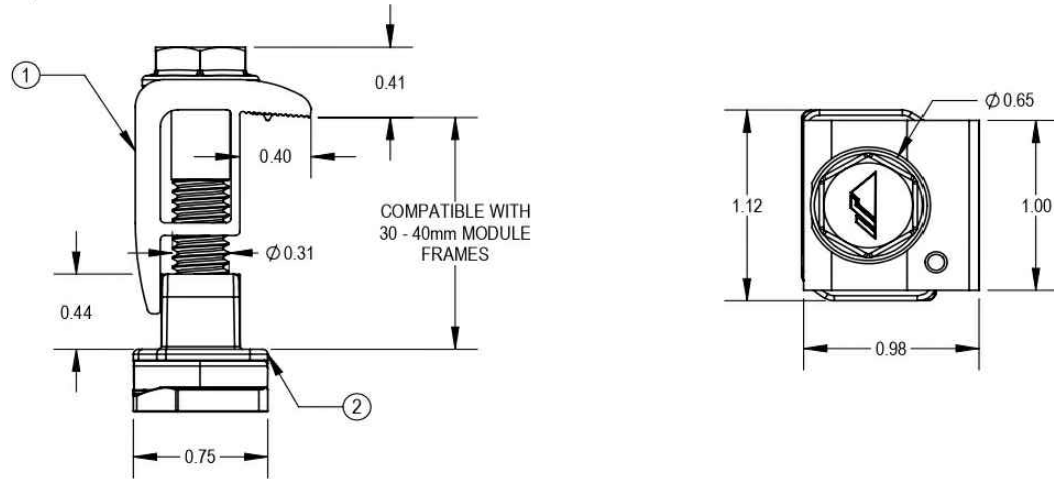 1
0.41
0.40
COMPATIBLE WITH
30 - 40mm MODULE
FRAMES
Ø 0.31
0.44
2
0.75
Ø 0.65
1.12
1.00
0.98